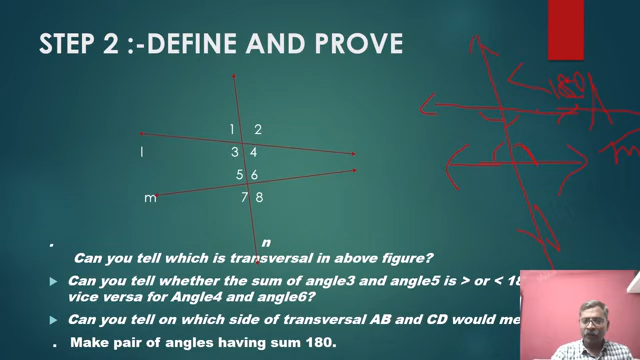 STEP 2 :-DEFINE AND PROVE
<180
1 2
l 3 4
5 6
m 7 8
. n
Can you tell which is transversal in above figure?
Can you tell whether the sum of angle3 and angle5 is > or < 18
vice versa for Angle4 and angle6?
Can you tell on which side of transversal AB and CD would me
. Make pair of angles having sum 180.